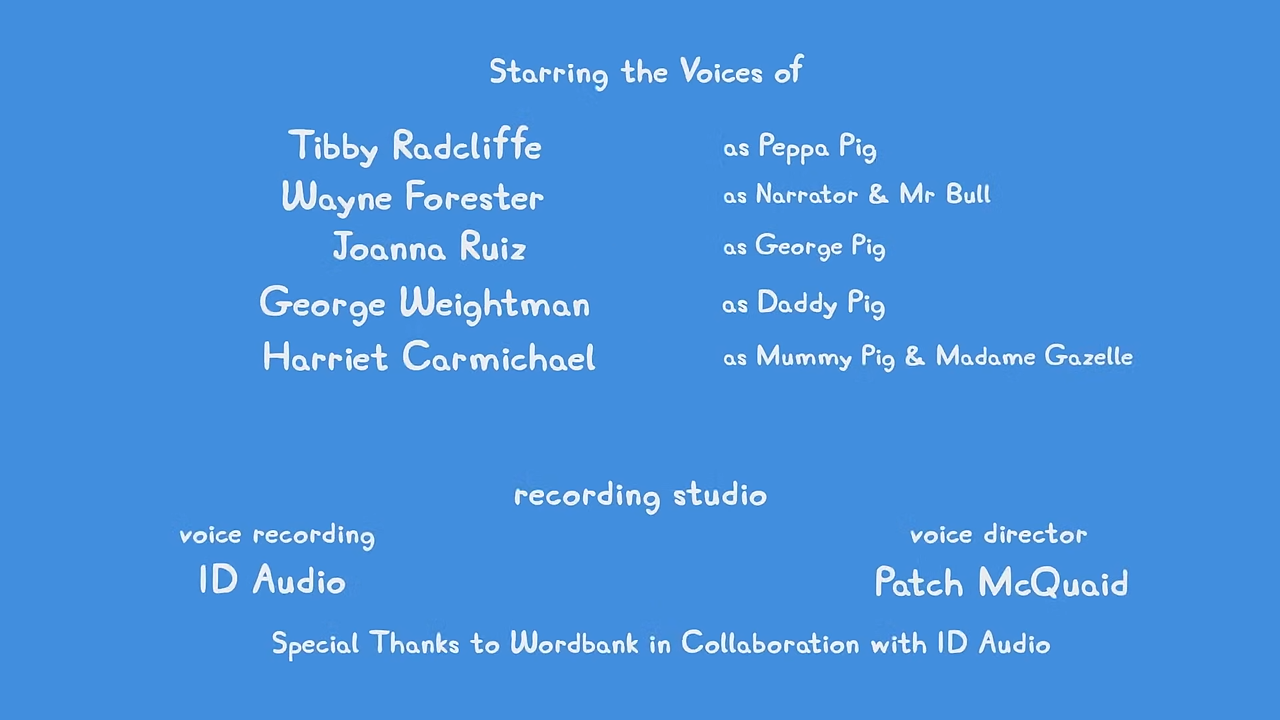 Starring the Voices of
Tibby Radcliffe as Peppa Pig
Wayne Forester as Narrator & Mr Bull
Joanna Ruiz as George Pig
George Weightman as Daddy Pig
Harriet Carmichael as Mummy Pig & Madame Gazelle
recording studio
voice recording voice director
ID Audio Patch McQuaid
Special Thanks to Wordbank in Collaboration with ID Audio